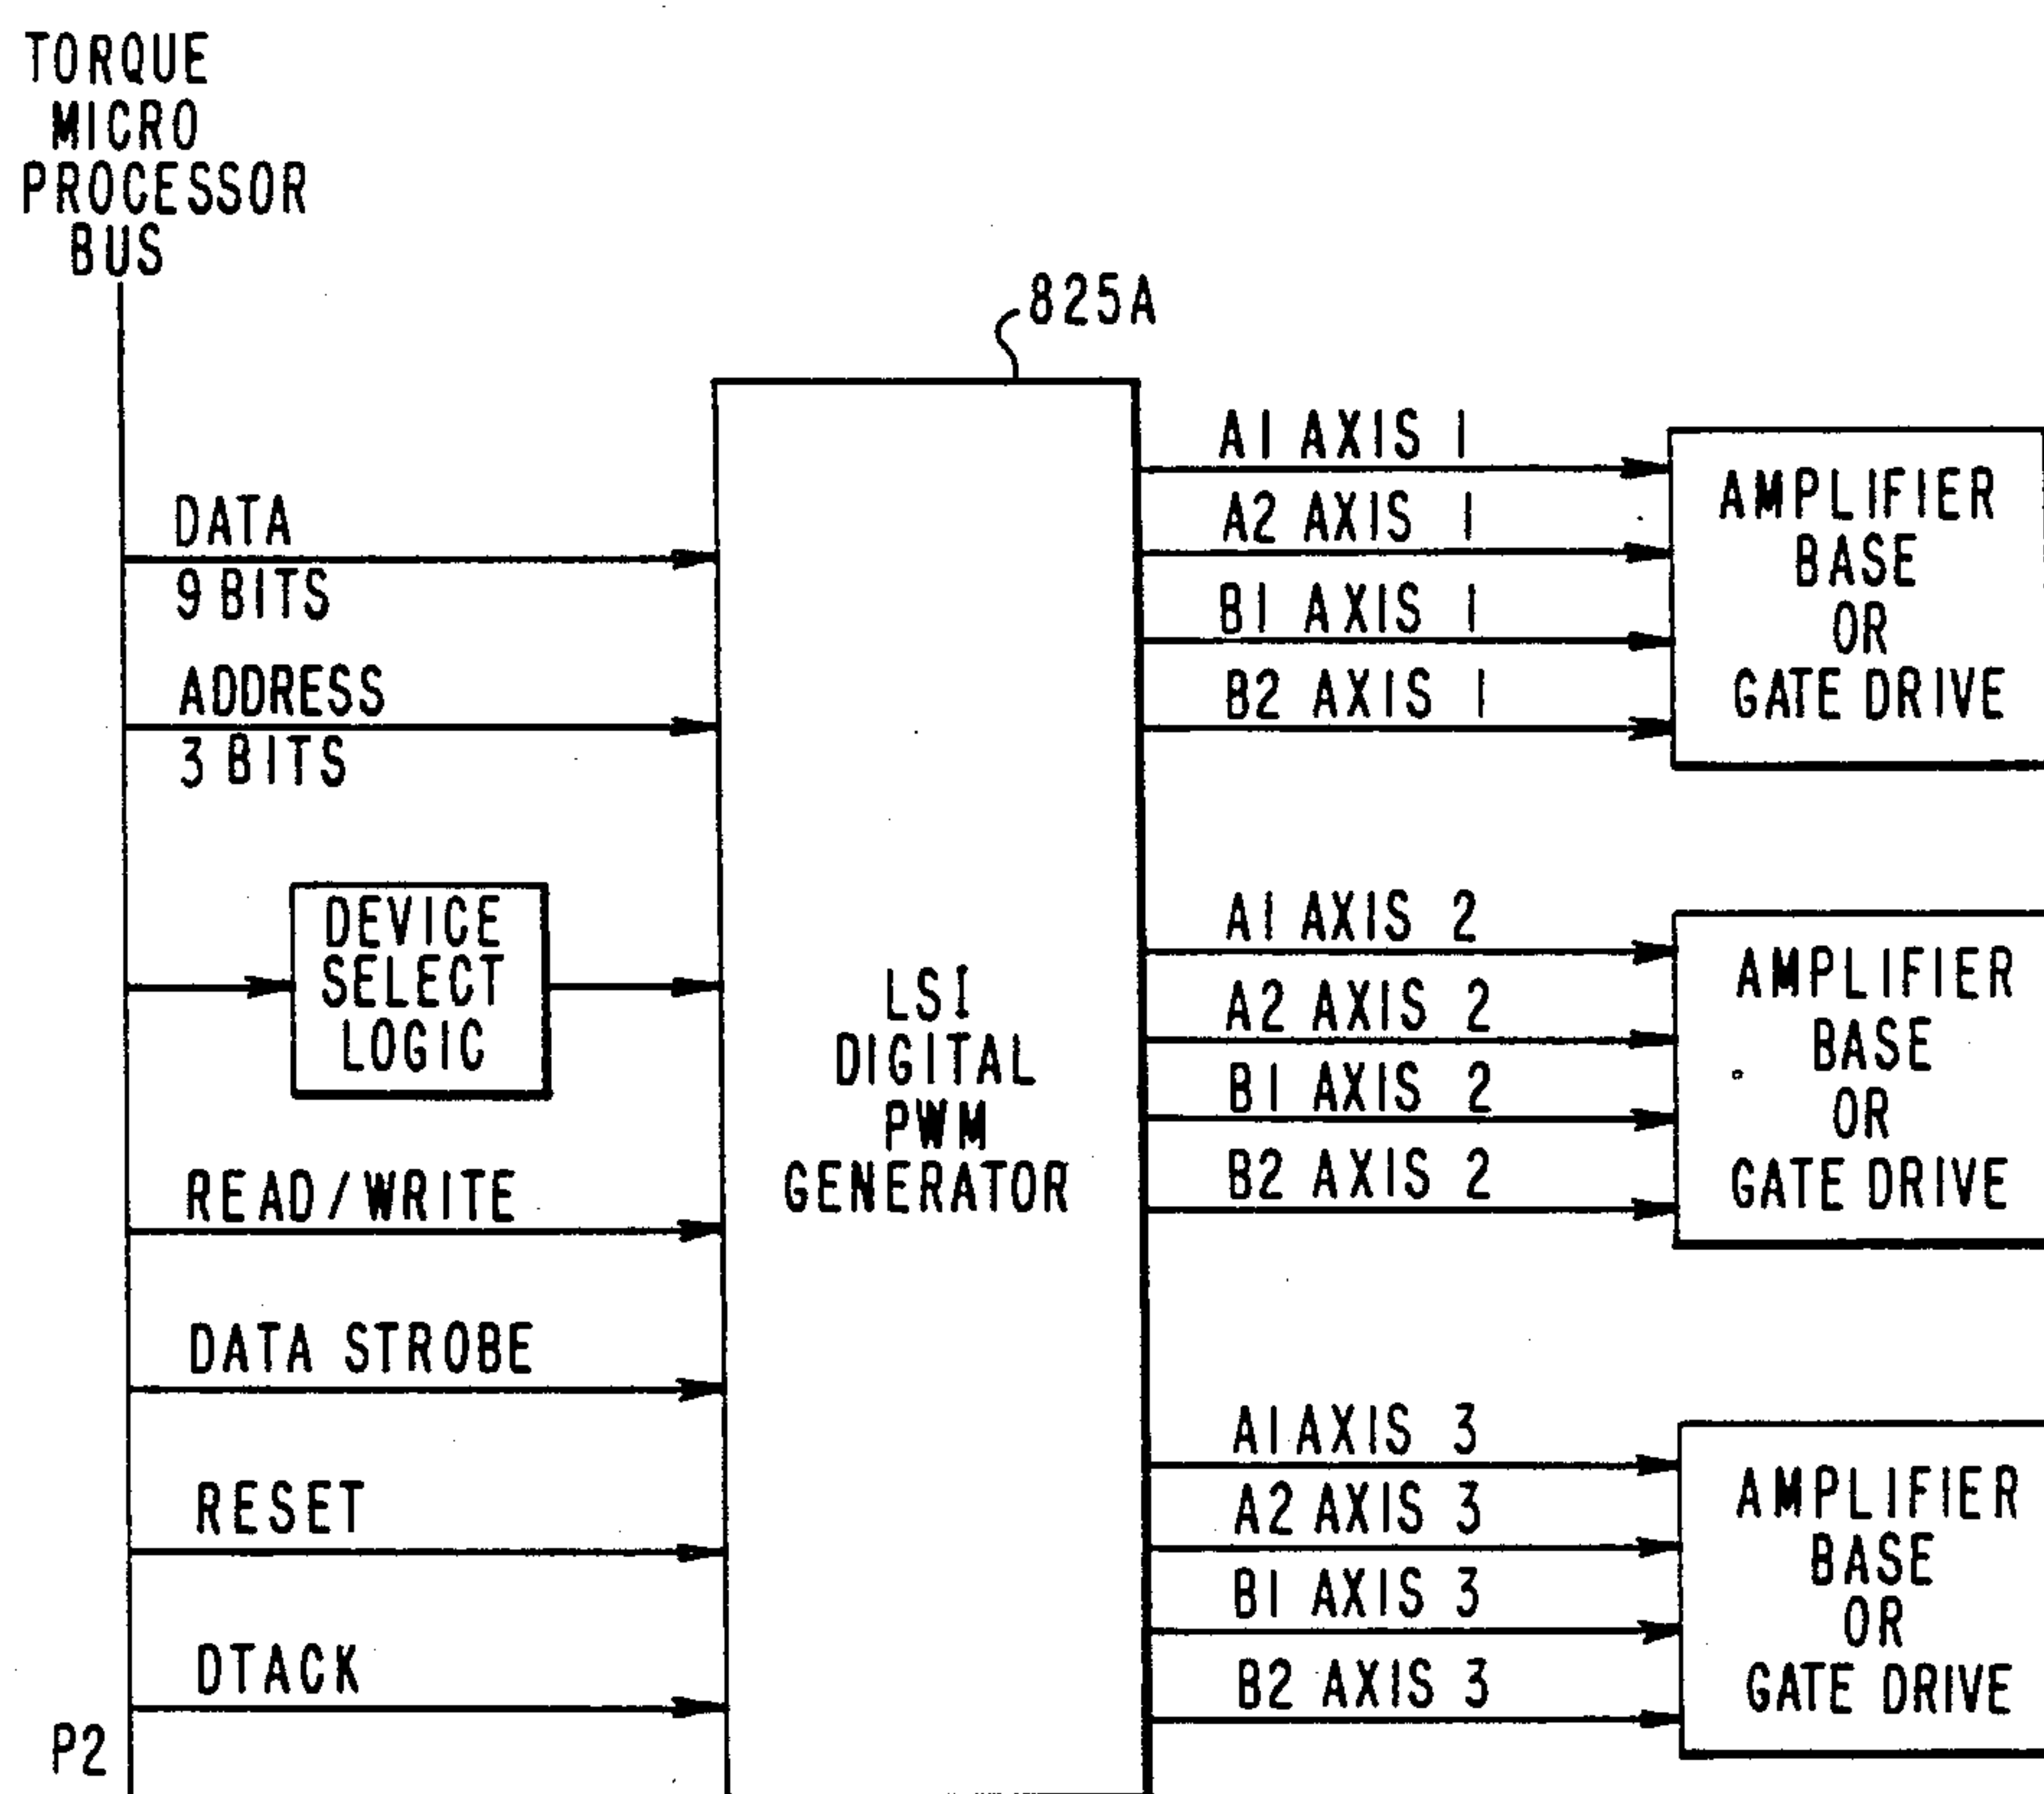 TORQUE
MICRO
PROCESSOR
BUS
825A
DATA
9 BITS
ADDRESS
3 BITS
DEVICE
SELECT
LOGIC
READ/WRITE
DATA STROBE
RESET
DTACK
P2
LSI
DIGITAL
PWM
GENERATOR
A1 AXIS 1
A2 AXIS 1
B1 AXIS 1
B2 AXIS 1
AMPLIFIER
BASE
OR
GATE DRIVE
A1 AXIS 2
A2 AXIS 2
B1 AXIS 2
B2 AXIS 2
AMPLIFIER
BASE
OR
GATE DRIVE
A1 AXIS 3
A2 AXIS 3
B1 AXIS 3
B2 AXIS 3
AMPLIFIER
BASE
OR
GATE DRIVE